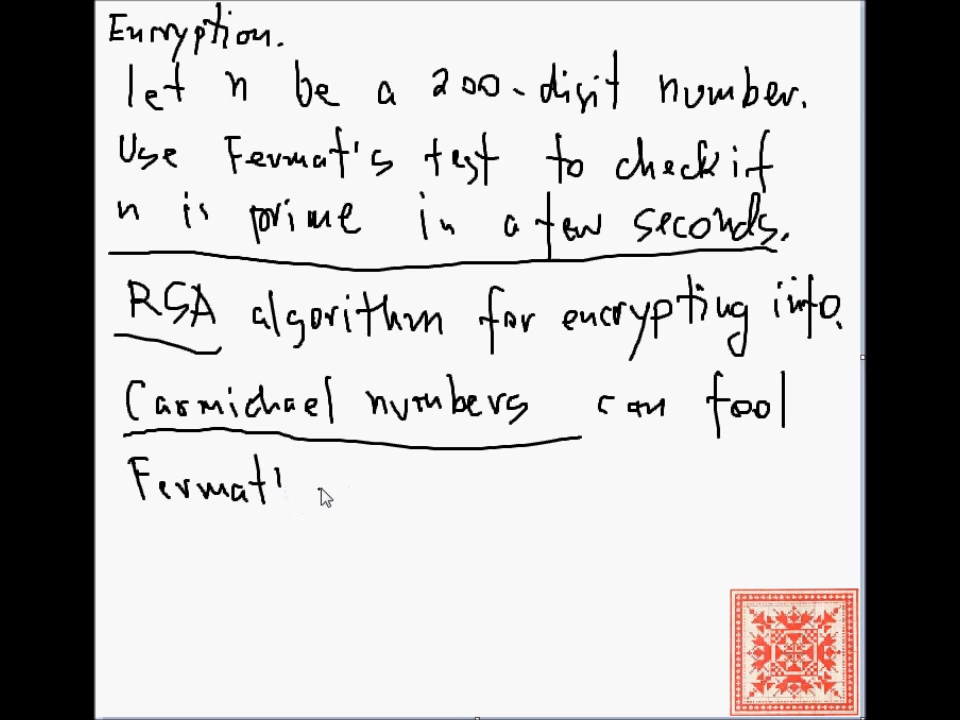 Encryption.
let n be a 200-digit number.
Use Fermat's test to check if
n is prime in a few seconds.
RSA algorithm for encrypting info.
Carmichael numbers can fool
Fermat'